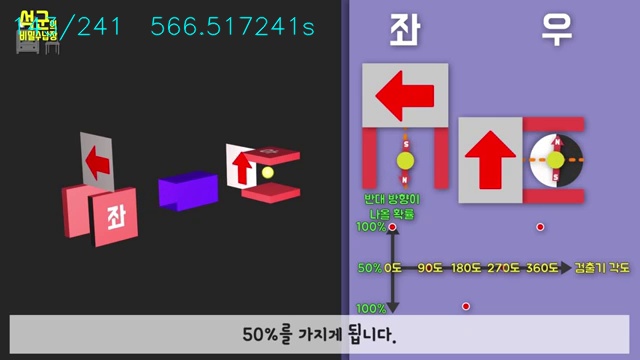 석군의
비밀수납장
/241 566.517241s
좌 우
S
N
N
S
좌
좌
반대 방향이
나올 확률
100%
50% 0도 90도 180도 270도 360도 검출기 각도
100%
50%를 가지게 됩니다.